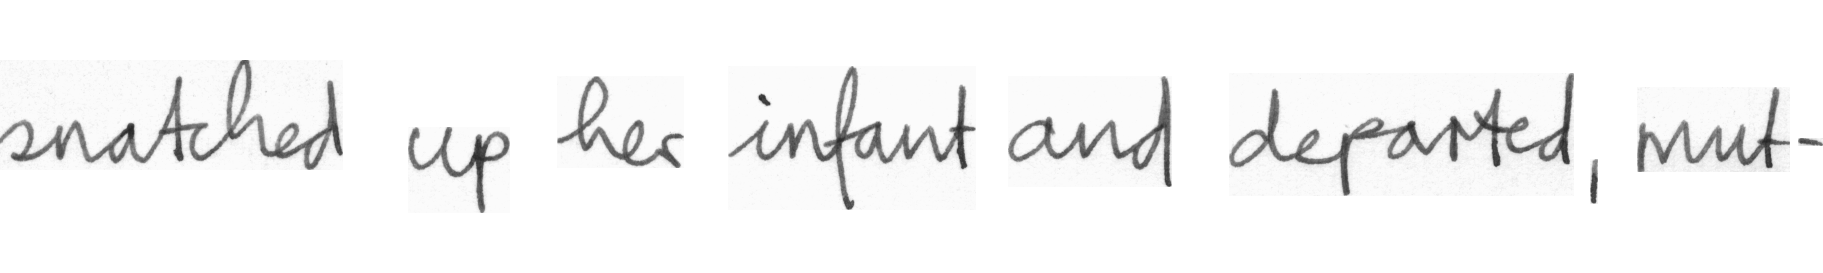 snatched up her infant and departed, mut-